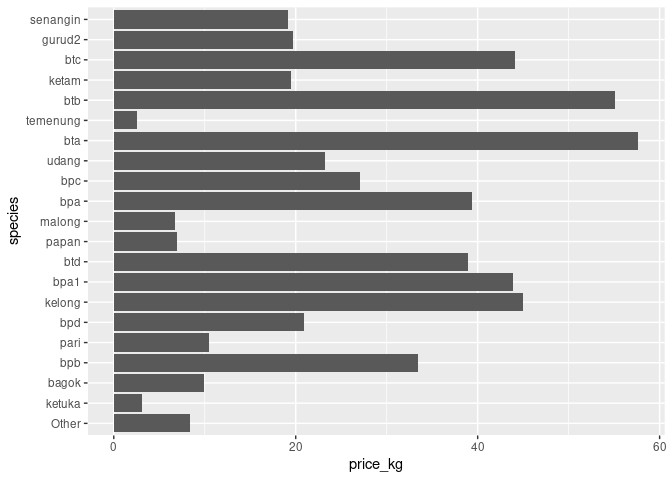 senangin
gurud2
btc
ketam
btb
temenung
bta
udang
bpc
bpa
malong
papan
btd
bpa1
kelong
bpd
pari
bpb
bagok
ketuka
Other
species
0 20 40 60
price_kg